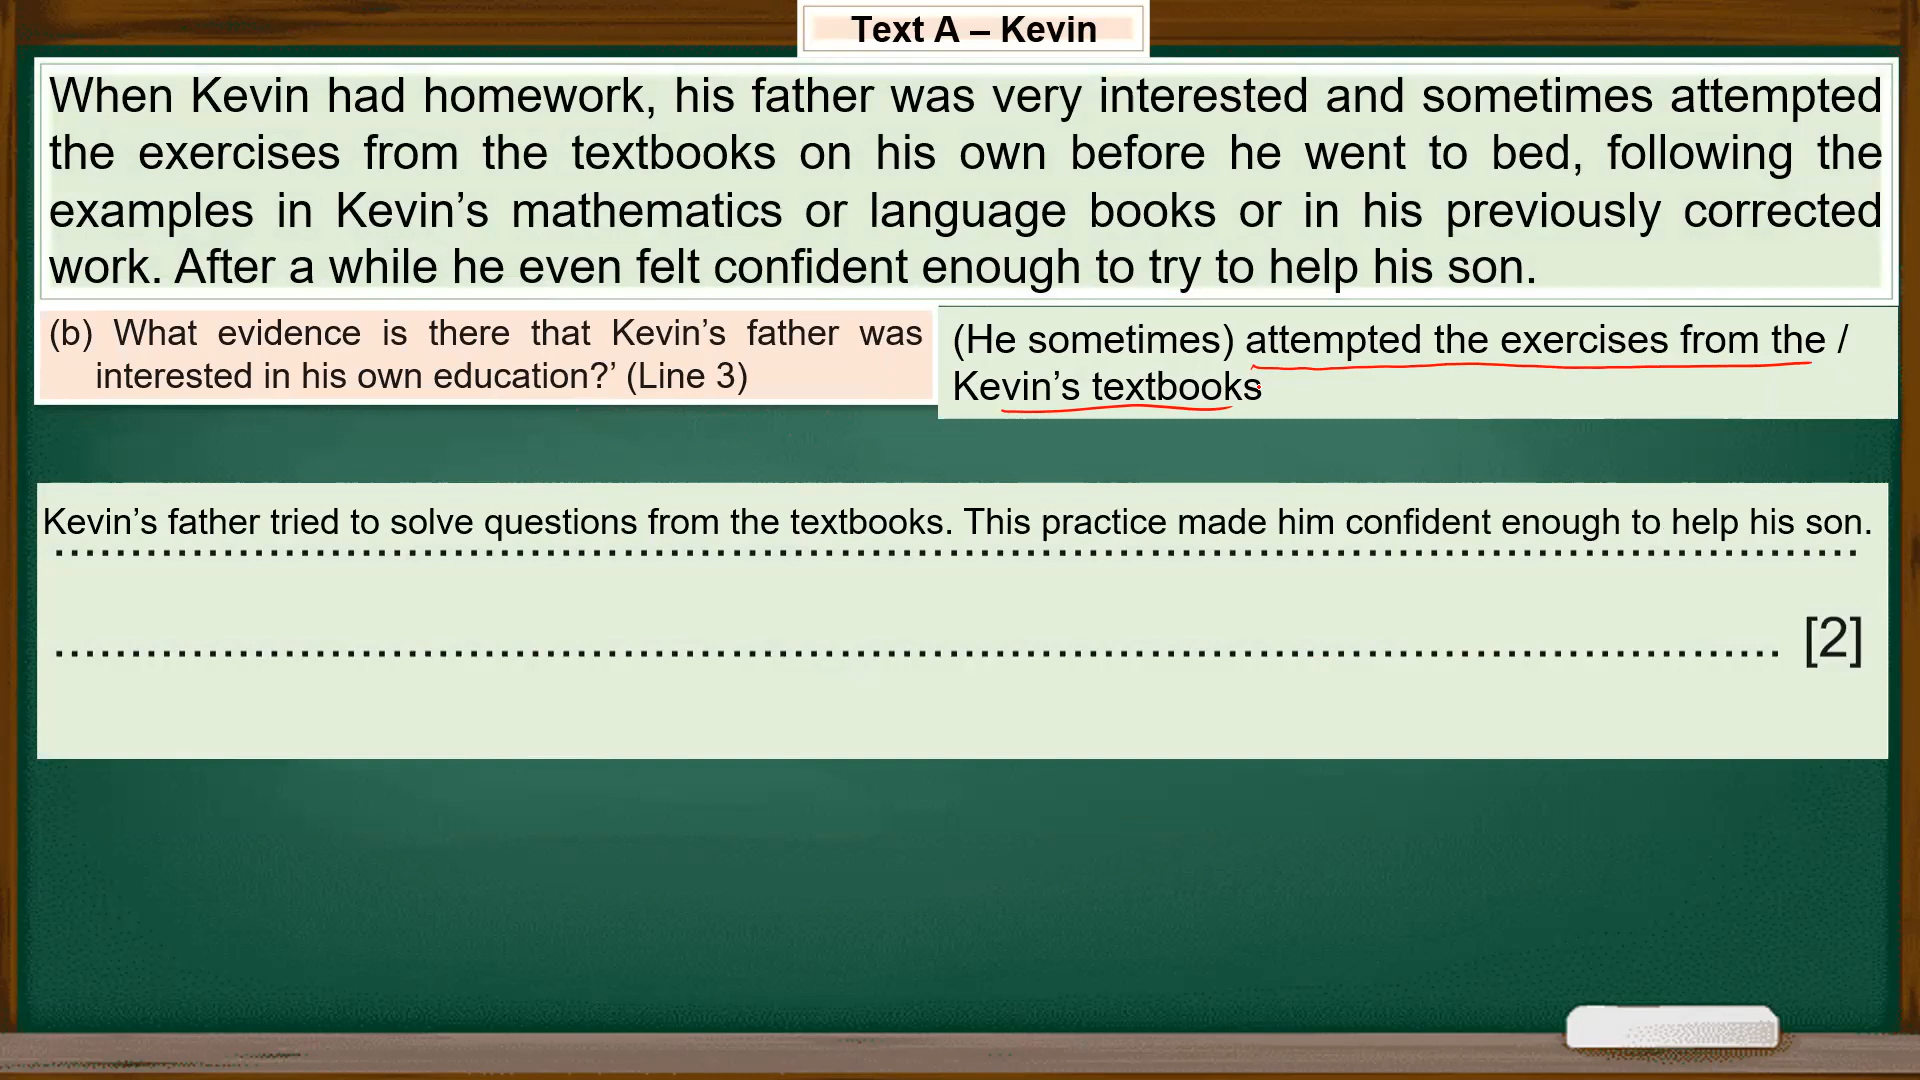 Text A – Kevin
When Kevin had homework, his father was very interested and sometimes attempted
the exercises from the textbooks on his own before he went to bed, following the
examples in Kevin’s mathematics or language books or in his previously corrected
work. After a while he even felt confident enough to try to help his son.
(b) What evidence is there that Kevin’s father was
interested in his own education?’ (Line 3)
(He sometimes) attempted the exercises from the /
Kevin’s textbooks
Kevin’s father tried to solve questions from the textbooks. This practice made him confident enough to help his son.
[2]